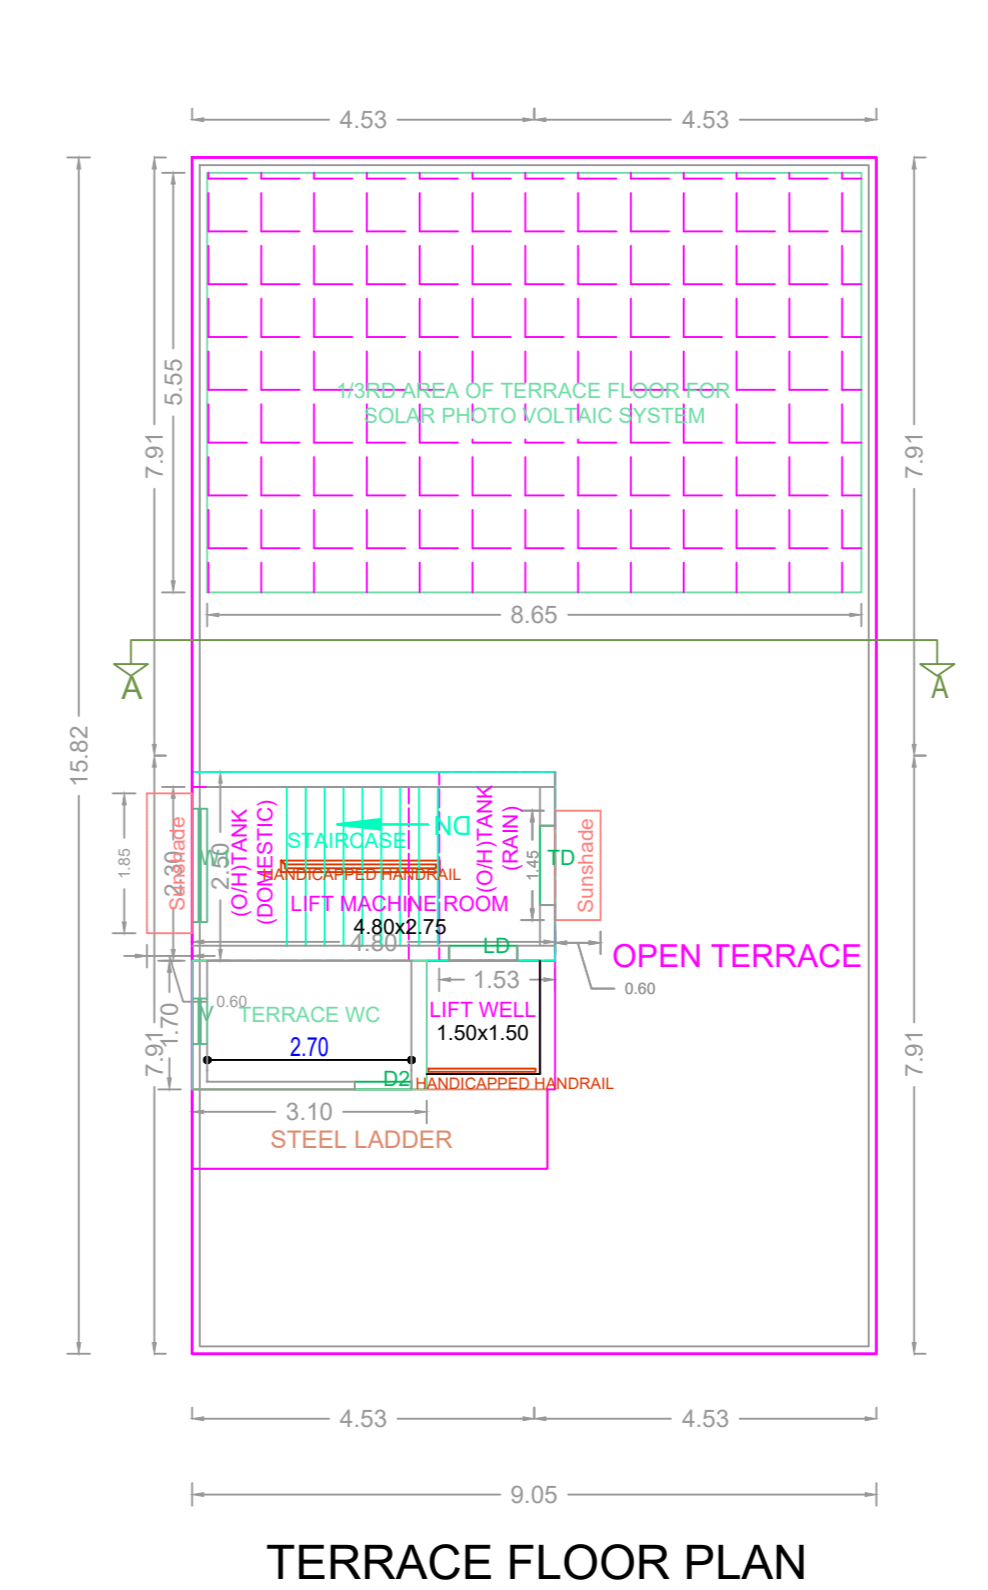 4.53
4.53
5.55
7.91
7.91
1/3RD AREA OF TERRACE FLOOR FOR
SOLAR PHOTO VOLTAIC SYSTEM
8.65
A
A
15.82
1.85
Sunshade
2.30
W
2.50
(O/H)TANK
(DOMESTIC)
STAIRCASE
DN
(O/H)TANK
(RAIN)
1.45
TD
Sunshade
HANDICAPPED HANDRAIL
LIFT MACHINE ROOM
4.80x2.75
4.80
LD
OPEN TERRACE
1.53
0.60
0.60
1.70
V
TERRACE WC
LIFT WELL
1.50x1.50
2.70
7.91
7.91
D2
HANDICAPPED HANDRAIL
3.10
STEEL LADDER
4.53
4.53
9.05
TERRACE FLOOR PLAN